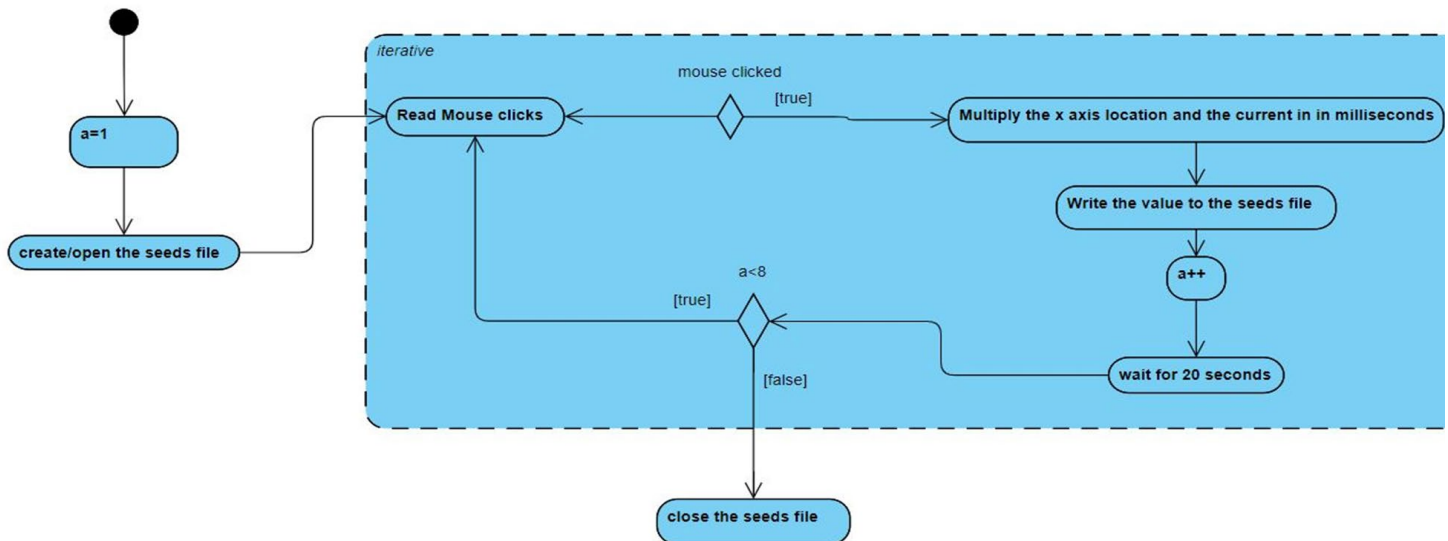 iterative
mouse clicked
[true]
Read Mouse clicks
Multiply the x axis location and the current in in milliseconds
a=1
Write the value to the seeds file
create/open the seeds file
a++
a<8
[true]
wait for 20 seconds
[false]
close the seeds file